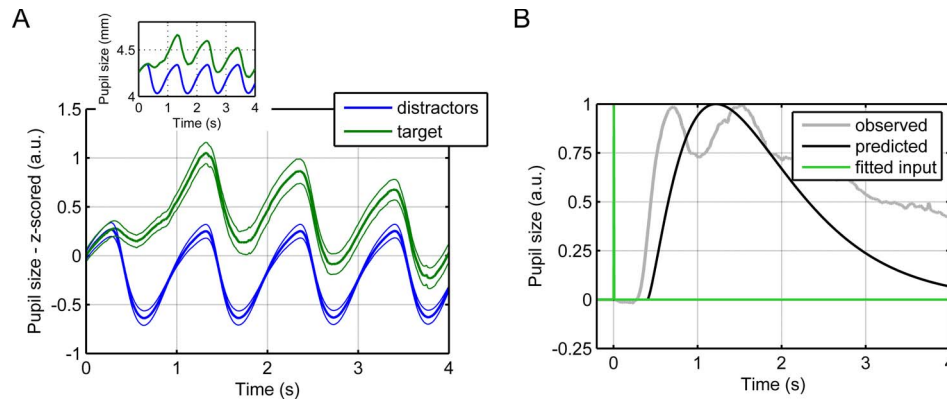 A
Pupil size (mm)
4.5
4
0 1 2 3 4
Time (s)
distractors
target
Pupil size - z-scored (a.u.)
1.5
1
0.5
0
-0.5
-1
0 1 2 3 4
Time (s)
B
observed
predicted
fitted input
Pupil size (a.u.)
1
0.75
0.5
0.25
0
-0.25
0 1 2 3 4
Time (s)